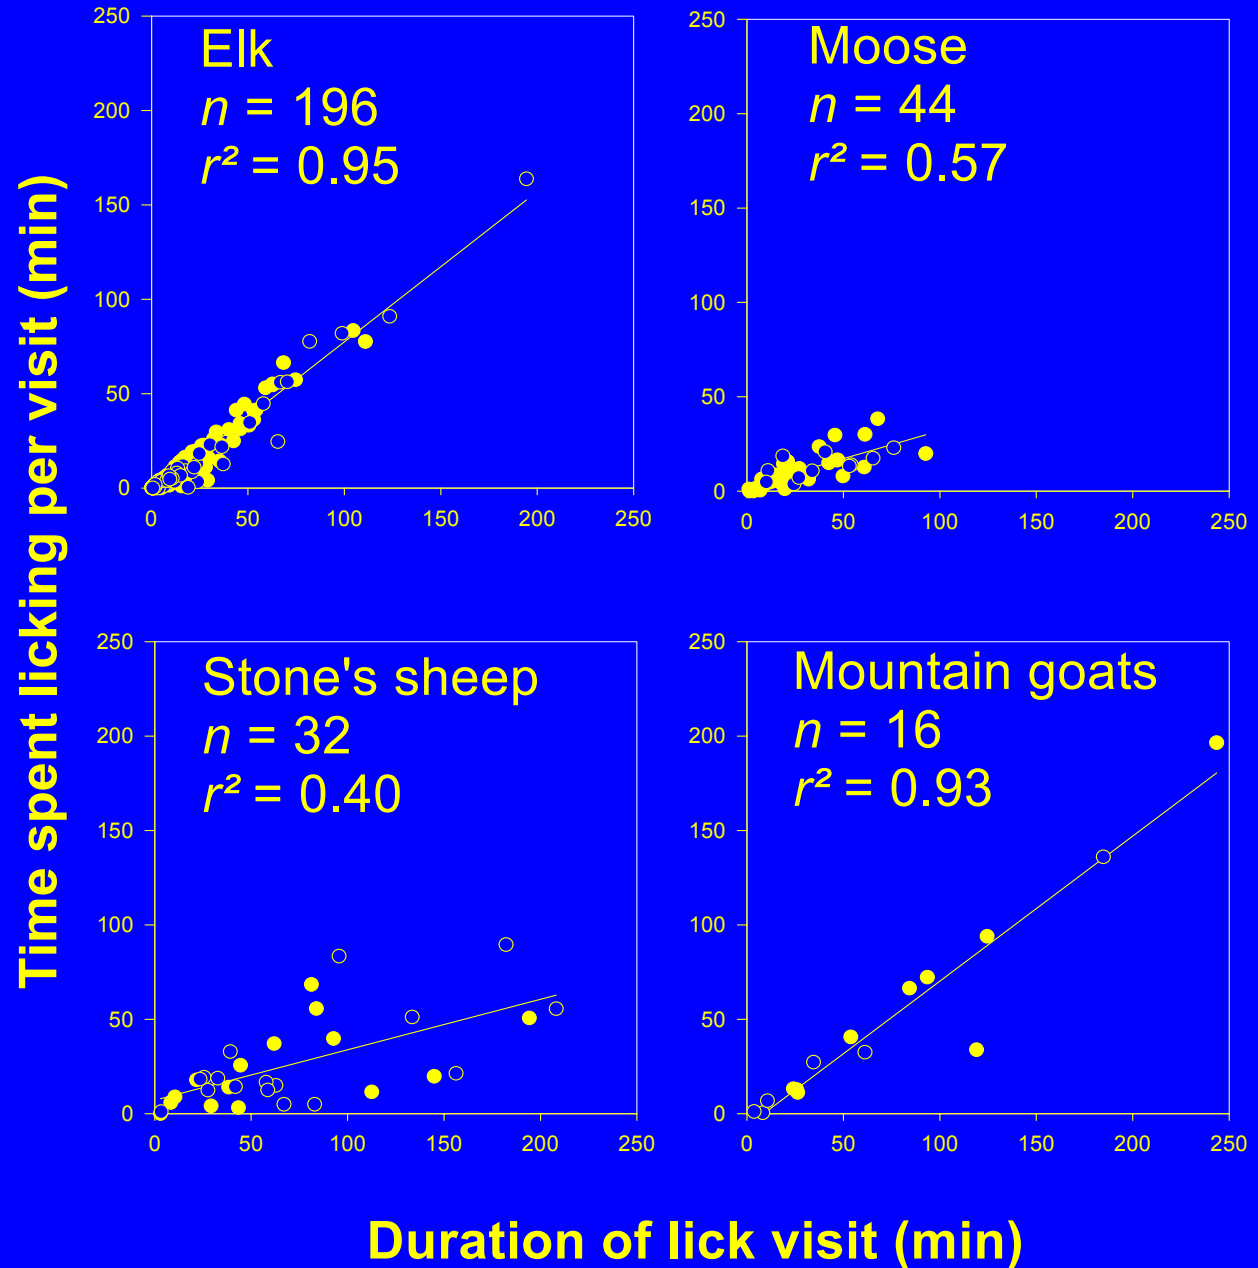 Time spent licking per visit (min)
250
200
150
100
50
0
Elk
n = 196
r² = 0.95
0 50 100 150 200 250
250
200
150
100
50
0
Moose
n = 44
r² = 0.57
0 50 100 150 200 250
250
200
150
100
50
0
Stone's sheep
n = 32
r² = 0.40
0 50 100 150 200 250
250
200
150
100
50
0
Mountain goats
n = 16
r² = 0.93
0 50 100 150 200 250
Duration of lick visit (min)